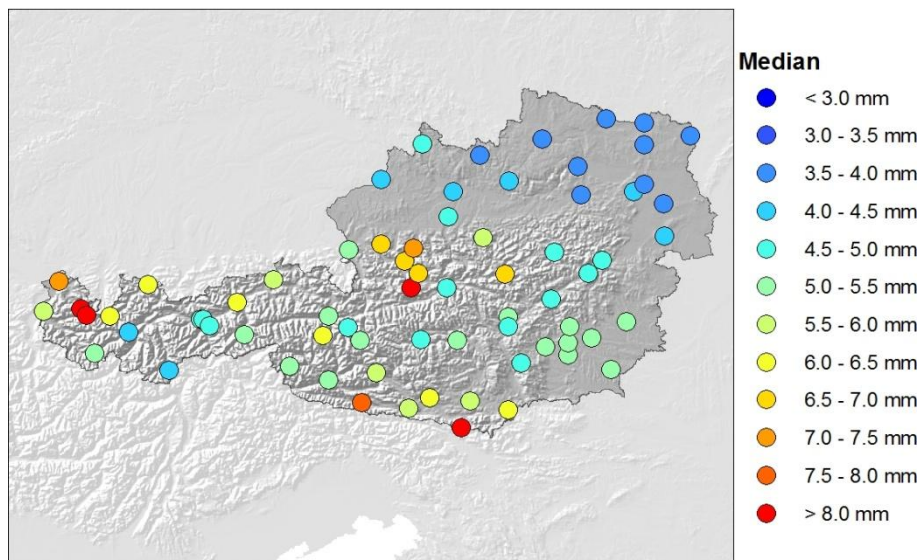 Median
< 3.0 mm
3.0 - 3.5 mm
3.5 - 4.0 mm
4.0 - 4.5 mm
4.5 - 5.0 mm
5.0 - 5.5 mm
5.5 - 6.0 mm
6.0 - 6.5 mm
6.5 - 7.0 mm
7.0 - 7.5 mm
7.5 - 8.0 mm
> 8.0 mm